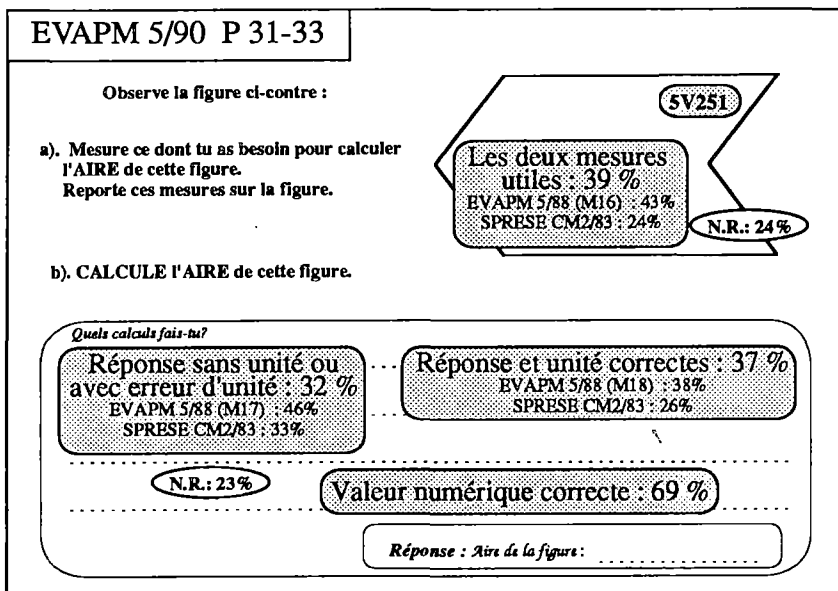 EVAPM 5/90 P 31-33
Observe la figure ci-contre :
5V251
a). Mesure ce dont tu as besoin pour calculer
l'AIRE de cette figure.
Reporte ces mesures sur la figure.
Les deux mesures
utiles : 39 %
EVAPM 5/88 (M16) : 43%
SPRESE CM2/83 : 24%
N.R.: 24%
b). CALCULE l'AIRE de cette figure.
Quels calculs fais-tu?
Réponse sans unité ou
avec erreur d'unité : 32 %
EVAPM 5/88 (M17) : 46%
SPRESE CM2/83 : 33%
Réponse et unité correctes : 37 %
EVAPM 5/88 (M18) : 38%
SPRESE CM2/83 : 26%
N.R.: 23%
Valeur numérique correcte : 69 %
Réponse : Aire de la figure :